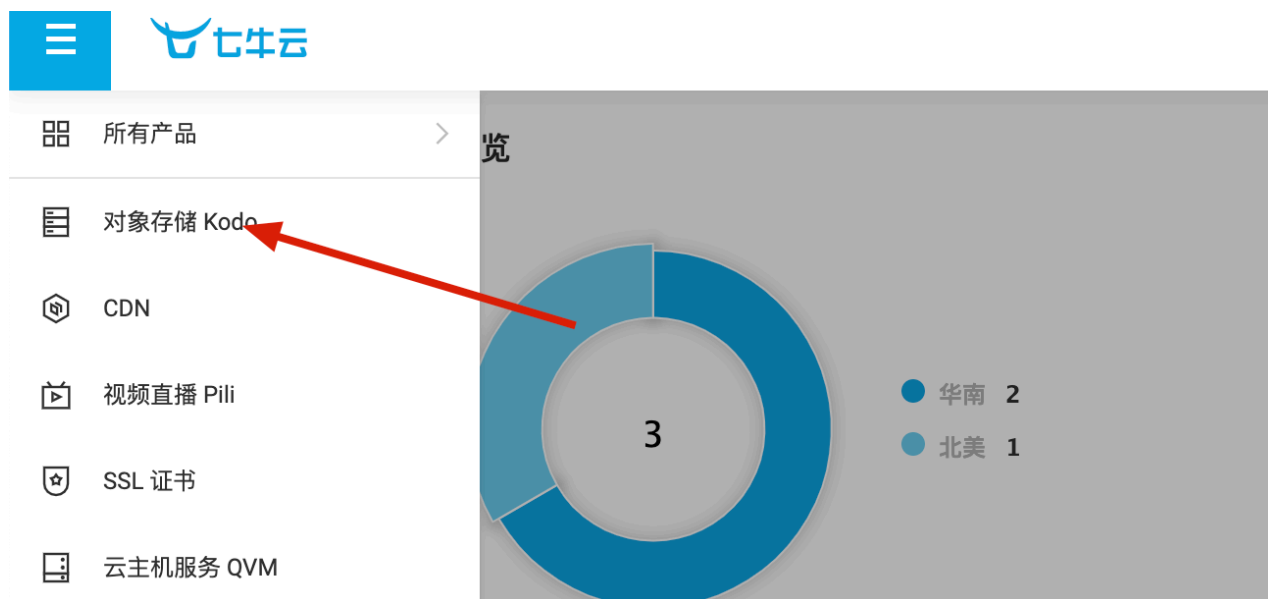 七牛云
所有产品
览
对象存储 Kodo
CDN
视频直播 Pili
SSL 证书
云主机服务 QVM
3
华南 2
北美 1